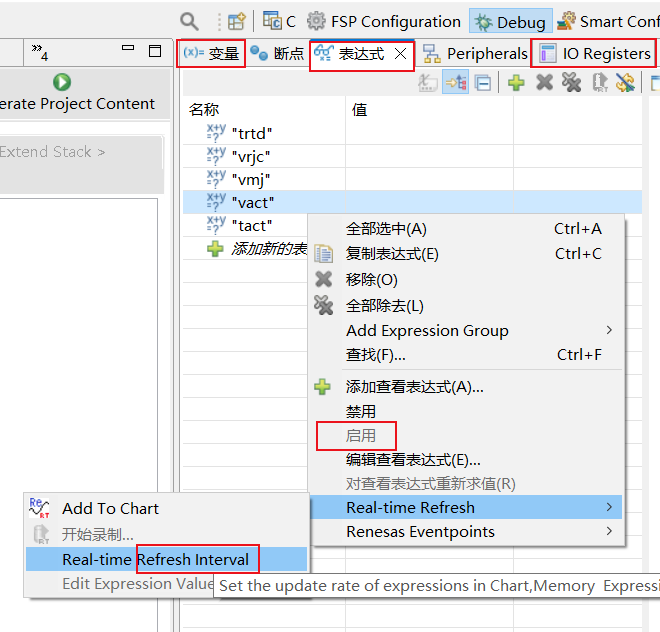 C FSP Configuration Debug Smart Conf
4 (x)= 变量 断点 表达式 Peripherals IO Registers
erate Project Content
Extend Stack >
名称 值
"trtd"
"vrjc"
"vmj"
"vact"
"tact"
添加新的表
全部选中(A) Ctrl+A
复制表达式(E) Ctrl+C
移除(O)
全部除去(L)
Add Expression Group
查找(F)... Ctrl+F
添加查看表达式(A)...
禁用
启用
编辑查看表达式(E)...
对查看表达式重新求值(R)
Real-time Refresh
Renesas Eventpoints
Add To Chart
开始录制...
Real-time Refresh Interval
Edit Expression Value
Set the update rate of expressions in Chart,Memory Expressi